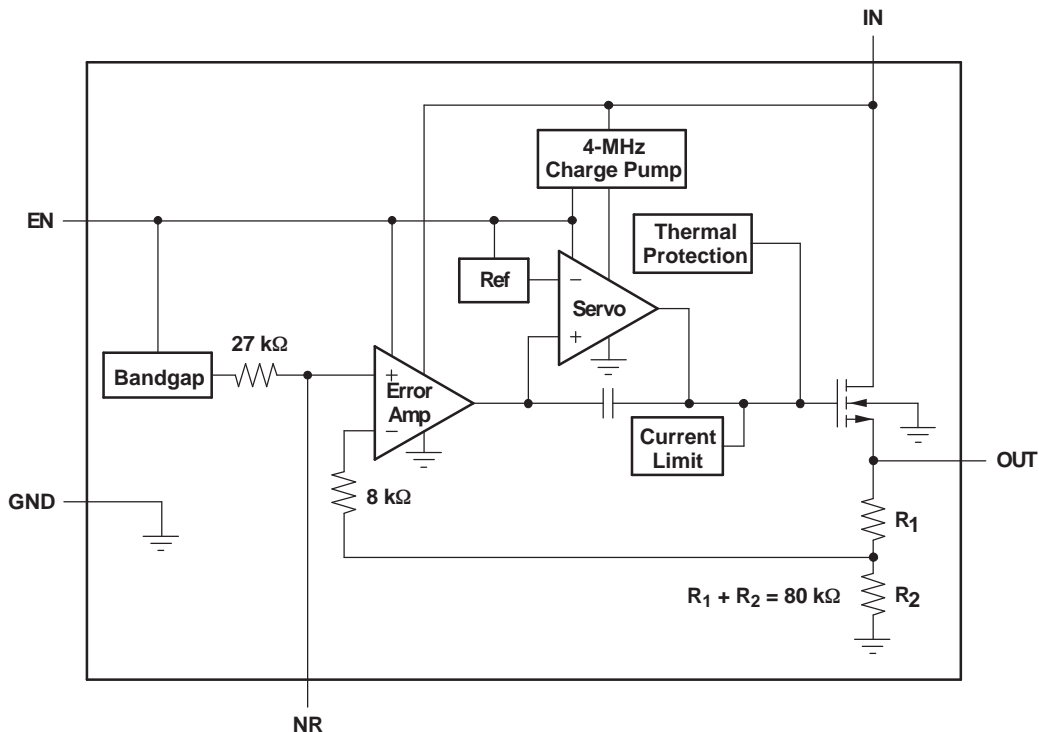 IN
4-MHz
Charge Pump
EN
Thermal
Protection
Ref
−
Servo
+
27 kΩ
Bandgap
+
Error
Amp
−
Current
Limit
OUT
GND
8 kΩ
R1
R1 + R2 = 80 kΩ
R2
NR